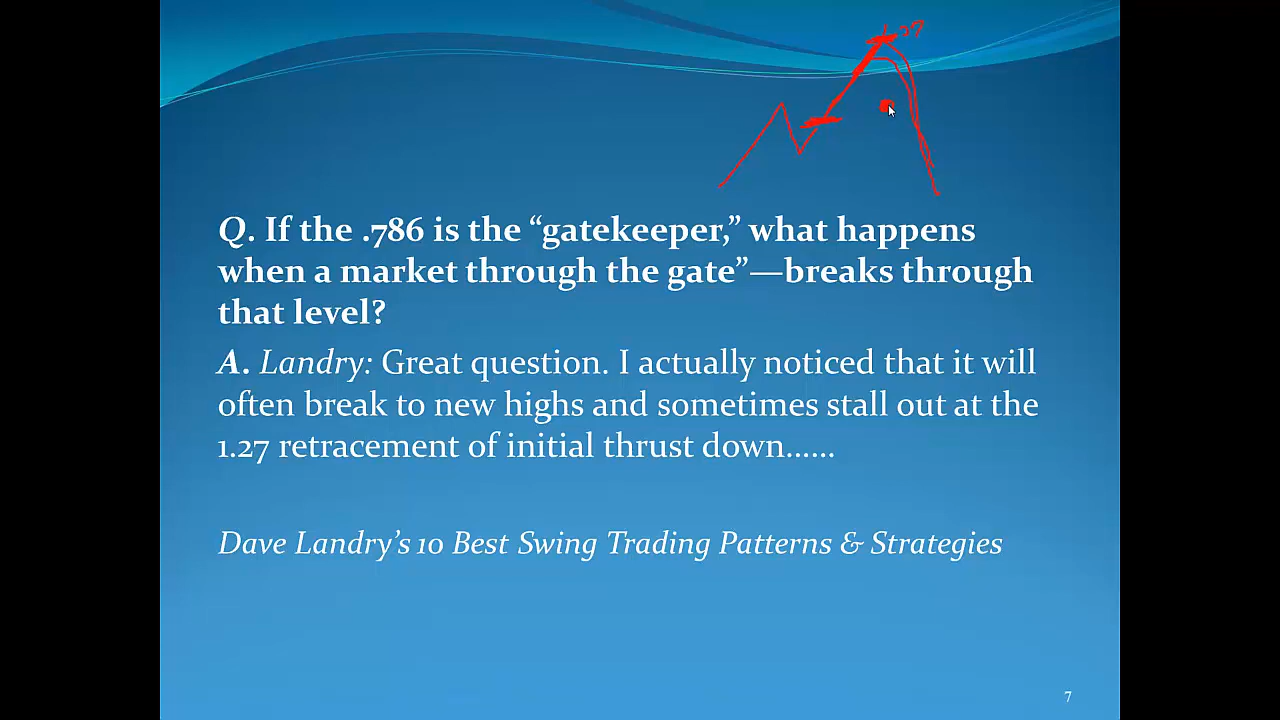 1.27
Q. If the .786 is the “gatekeeper,” what happens
when a market through the gate”—breaks through
that level?
A. Landry: Great question. I actually noticed that it will
often break to new highs and sometimes stall out at the
1.27 retracement of initial thrust down......
Dave Landry’s 10 Best Swing Trading Patterns & Strategies
7